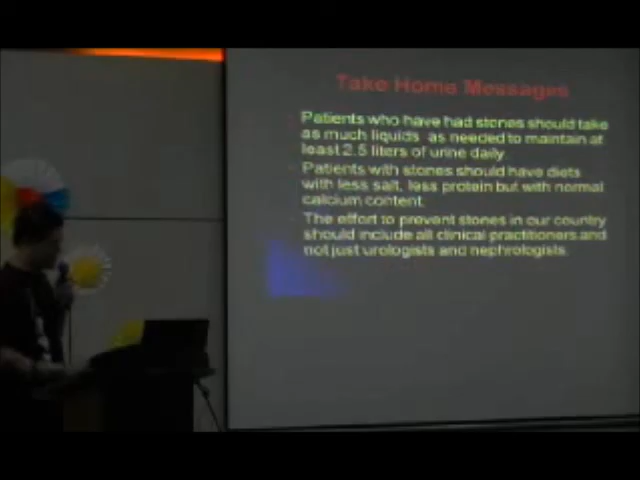 Take Home Messages
Patients who have had stones should take
as much liquids as needed to maintain at
least 2.5 liters of urine daily.
Patients with stones should have diets
with less salt, less protein but with normal
calcium content.
The effort to prevent stones in our country
should include all clinical practitioners and
not just urologists and nephrologists.